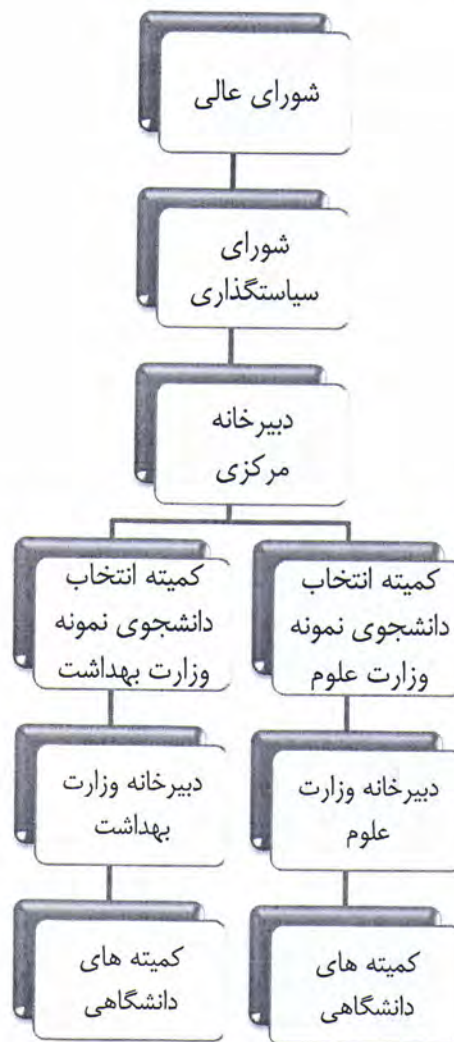 شورای عالی
شورای
سیاستگذاری
دبیرخانه
مرکزی
کمیته انتخاب
دانشجوی نمونه
وزارت علوم
کمیته انتخاب
دانشجوی نمونه
وزارت بهداشت
دبیرخانه وزارت
علوم
دبیرخانه وزارت
بهداشت
کمیته های
دانشگاهی
کمیته های
دانشگاهی